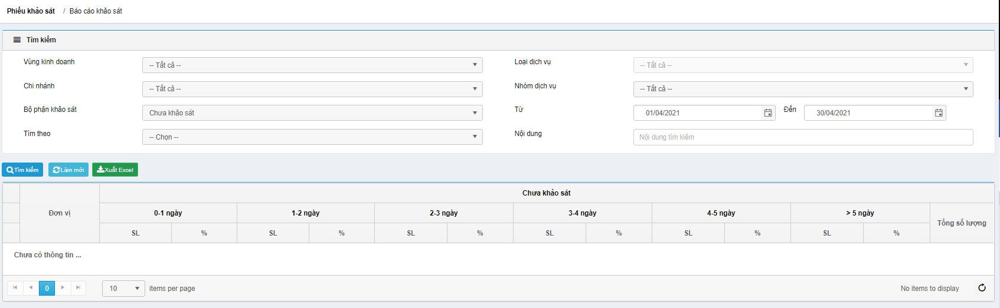 Phiếu khảo sát / Báo cáo khảo sát
Tìm kiếm
Vùng kinh doanh -- Tất cả -- Loại dịch vụ -- Tất cả --
Chi nhánh -- Tất cả -- Nhóm dịch vụ -- Tất cả --
Bộ phận khảo sát Chưa khảo sát Từ 01/04/2021 Đến 30/04/2021
Tìm theo -- Chọn -- Nội dung Nội dung tìm kiếm
Tìm kiếm Làm mới Xuất Excel
Chưa khảo sát
Đơn vị 0-1 ngày 1-2 ngày 2-3 ngày 3-4 ngày 4-5 ngày > 5 ngày Tổng số lượng
SL % SL % SL % SL % SL % SL %
Chưa có thông tin ...
0 10 items per page No items to display